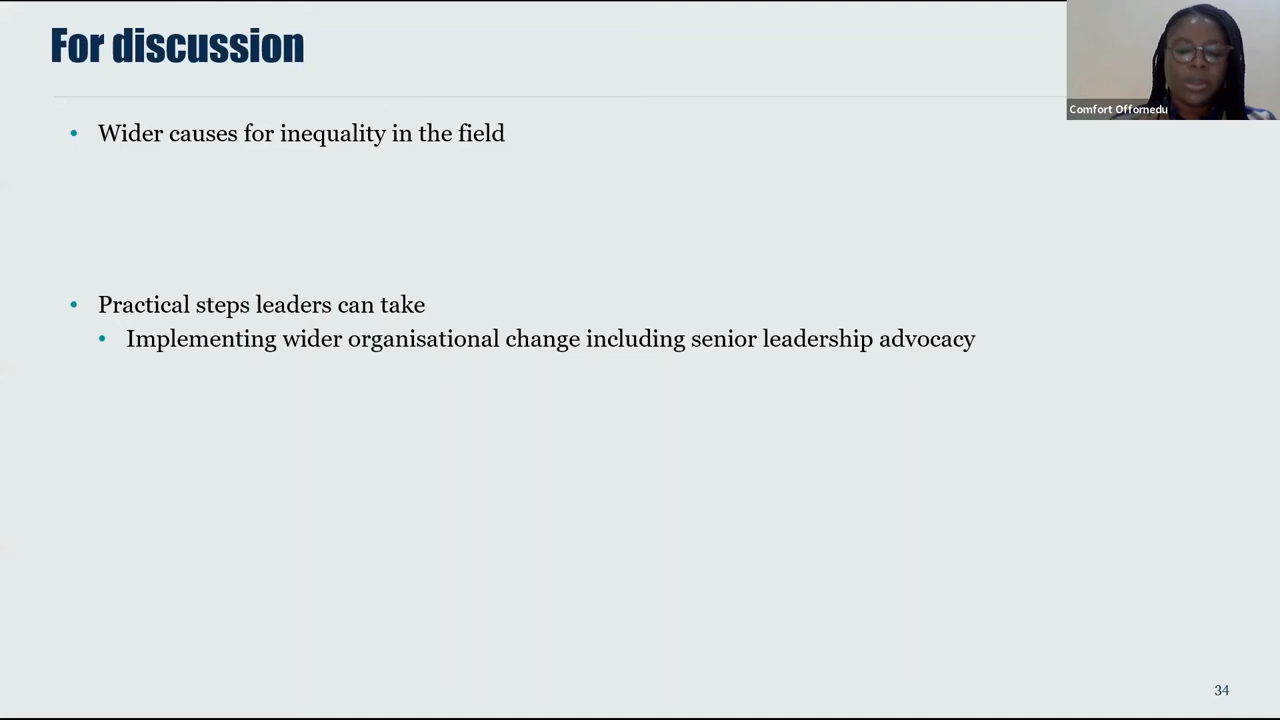 For discussion
Comfort Offornedu
• Wider causes for inequality in the field
• Practical steps leaders can take
• Implementing wider organisational change including senior leadership advocacy
34